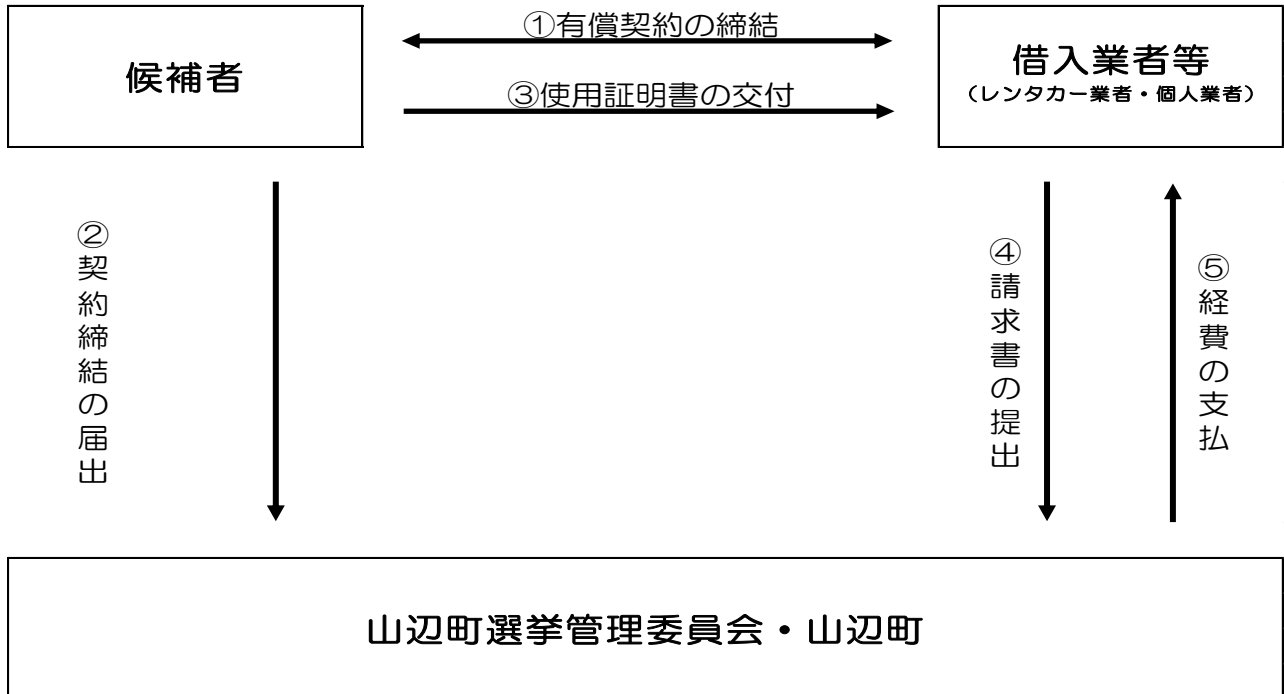 ①有償契約の締結
候補者
借入業者等
（レンタカー業者・個人業者）
③使用証明書の交付
②契約締結の届出
④請求書の提出
⑤経費の支払
山辺町選挙管理委員会・山辺町